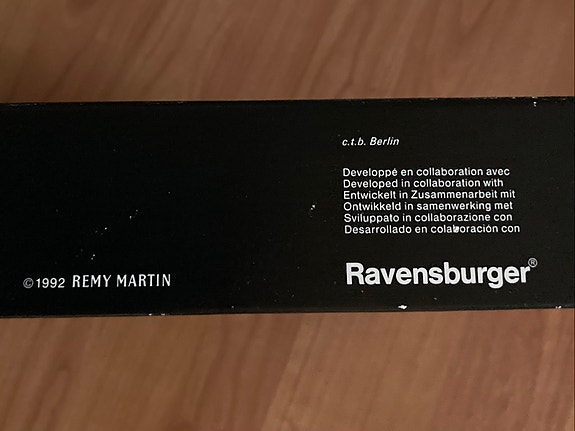 c.t.b. Berlin
Developpé en collaboration avec
Developed in collaboration with
Entwickelt in Zusammenarbeit mit
Ontwikkeld in samenwerking met
Sviluppato in collaborazione con
Desarrollado en colaboración con
Ravensburger®
©1992 REMY MARTIN